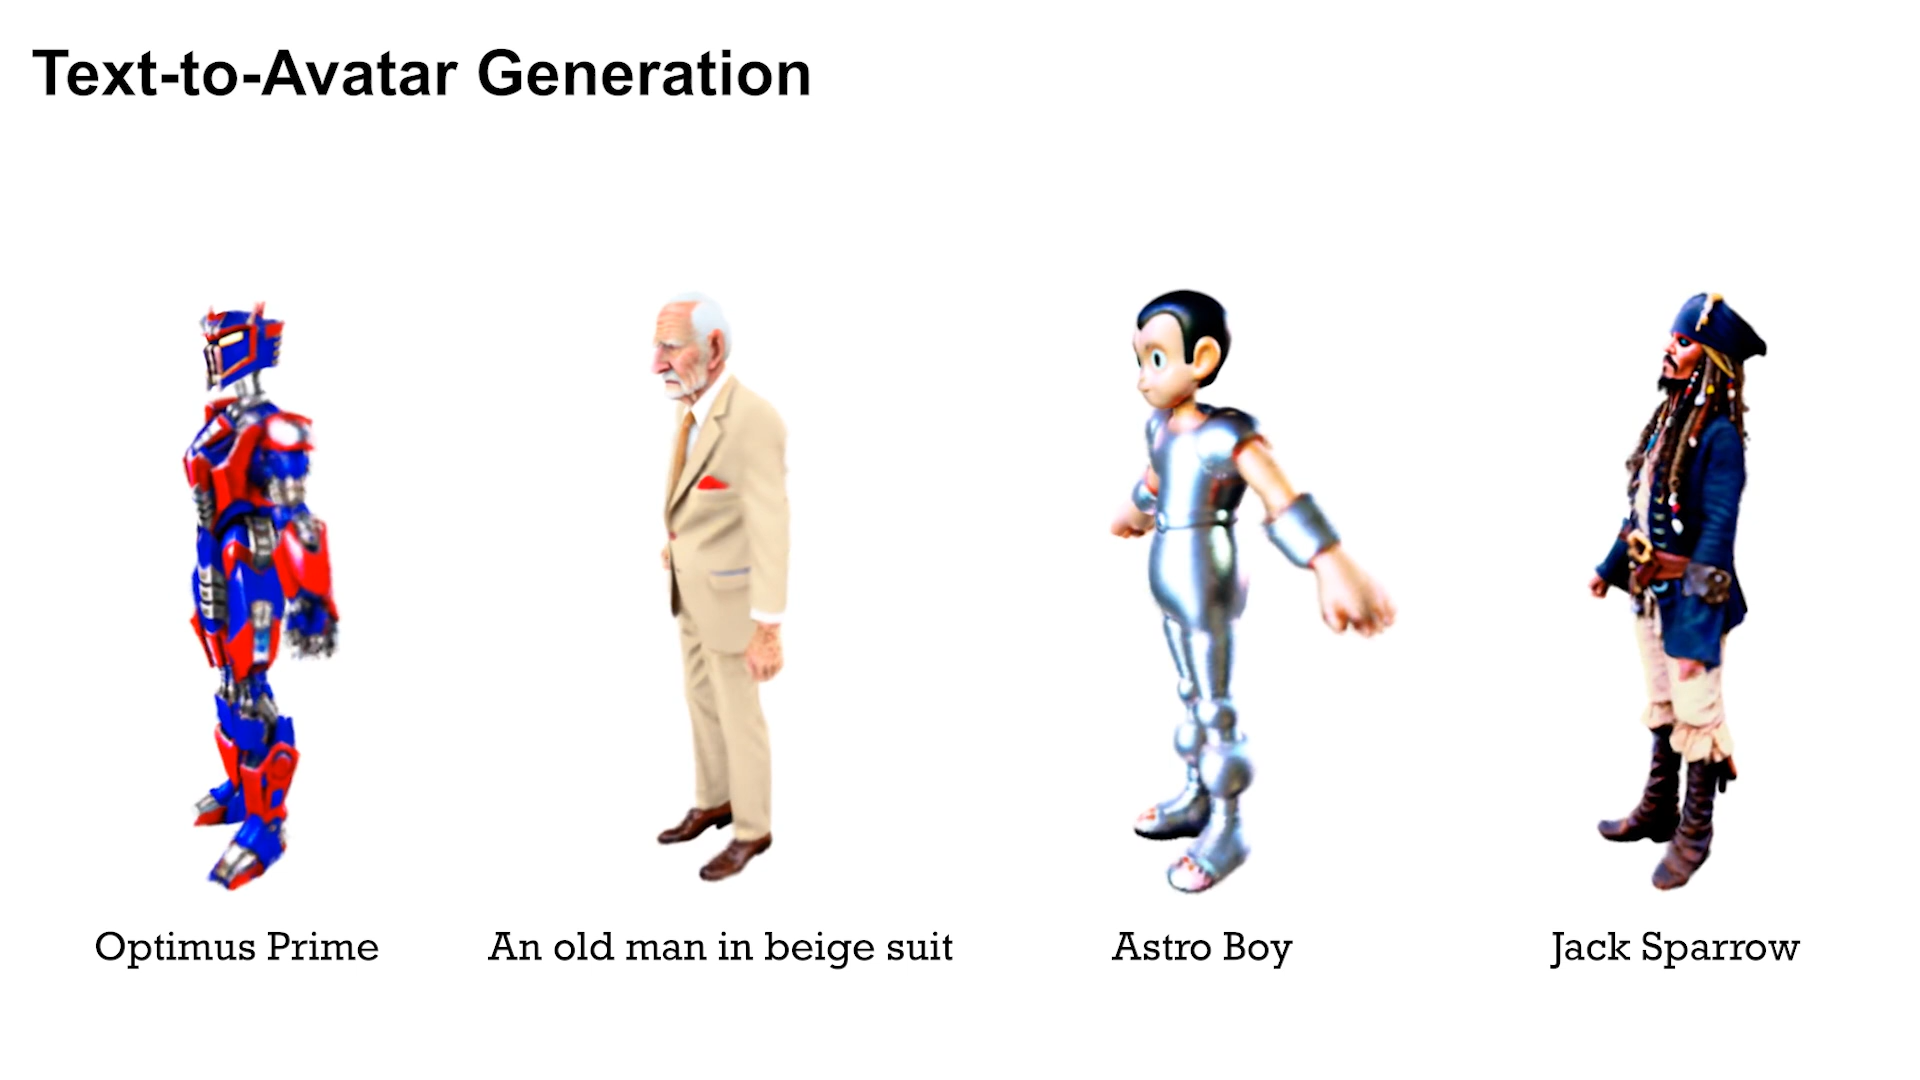 Text-to-Avatar Generation
Optimus Prime
An old man in beige suit
Astro Boy
Jack Sparrow